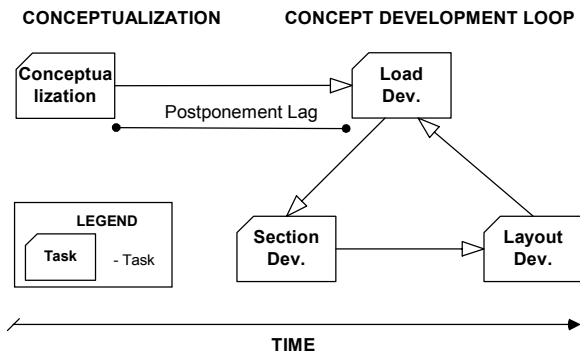 CONCEPTUALIZATION
CONCEPT DEVELOPMENT LOOP
Conceptua
lization
Load
Dev.
Postponement Lag
LEGEND
Task
- Task
Section
Dev.
Layout
Dev.
TIME